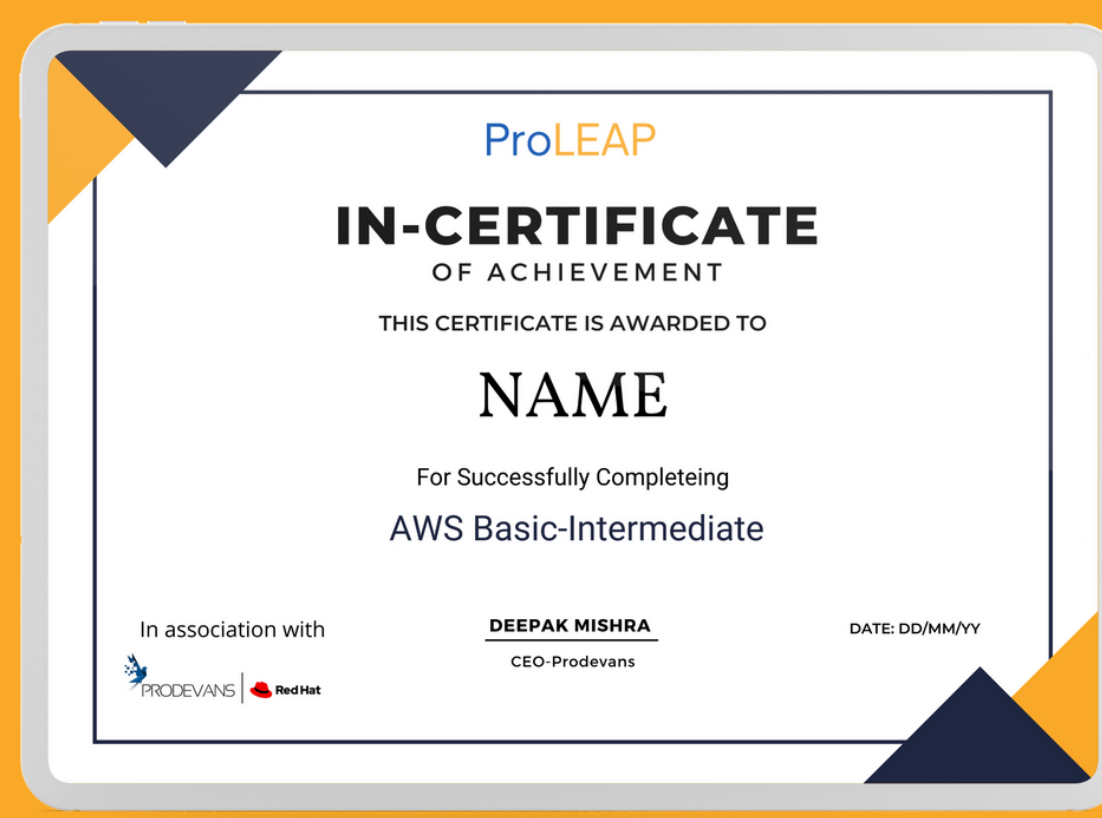 ProLEAP
IN-CERTIFICATE
OF ACHIEVEMENT
THIS CERTIFICATE IS AWARDED TO
NAME
For Successfully Completeing
AWS Basic-Intermediate
In association with
PRODEVANS Red Hat
DEEPAK MISHRA
CEO-Prodevans
DATE: DD/MM/YY